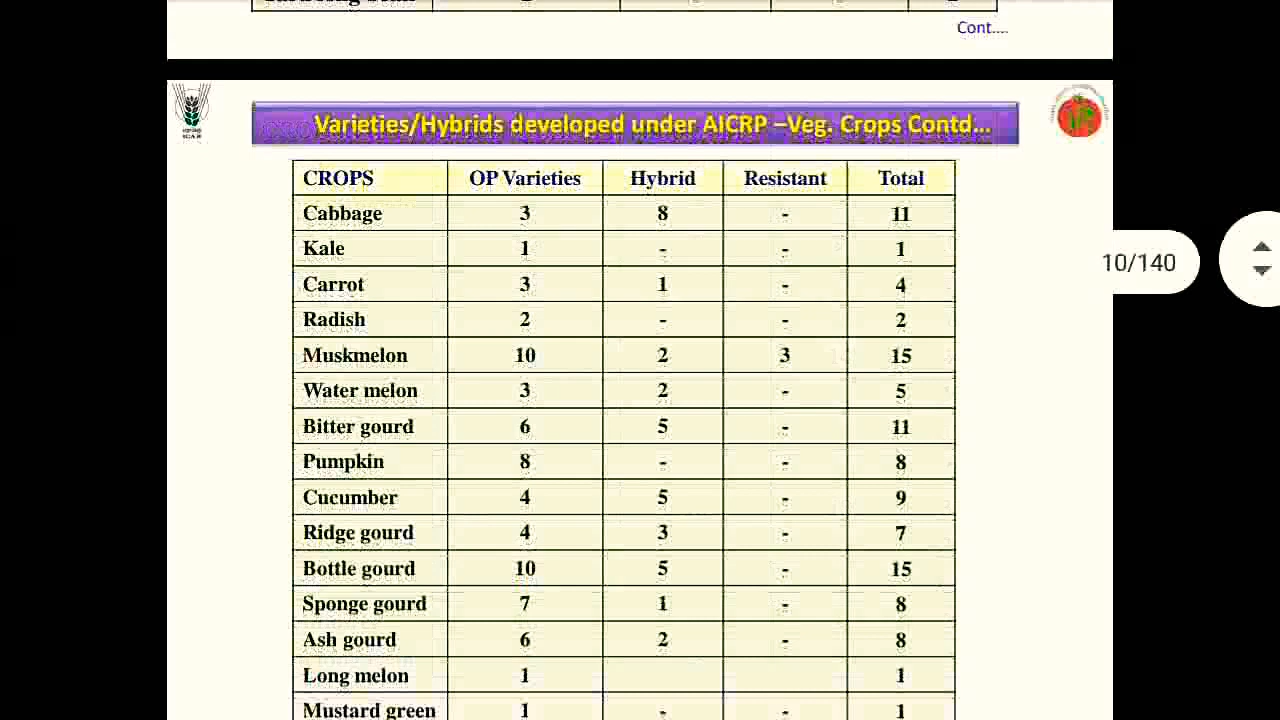 Cont....
Varieties/Hybrids developed under AICRP –Veg. Crops Contd...
CROPS OP Varieties Hybrid Resistant Total
Cabbage 3 8 - 11
Kale 1 - - 1
Carrot 3 1 - 4
Radish 2 - - 2
Muskmelon 10 2 3 15
Water melon 3 2 - 5
Bitter gourd 6 5 - 11
Pumpkin 8 - - 8
Cucumber 4 5 - 9
Ridge gourd 4 3 - 7
Bottle gourd 10 5 - 15
Sponge gourd 7 1 - 8
Ash gourd 6 2 - 8
Long melon 1 1
Mustard green 1 - - 1
10/140